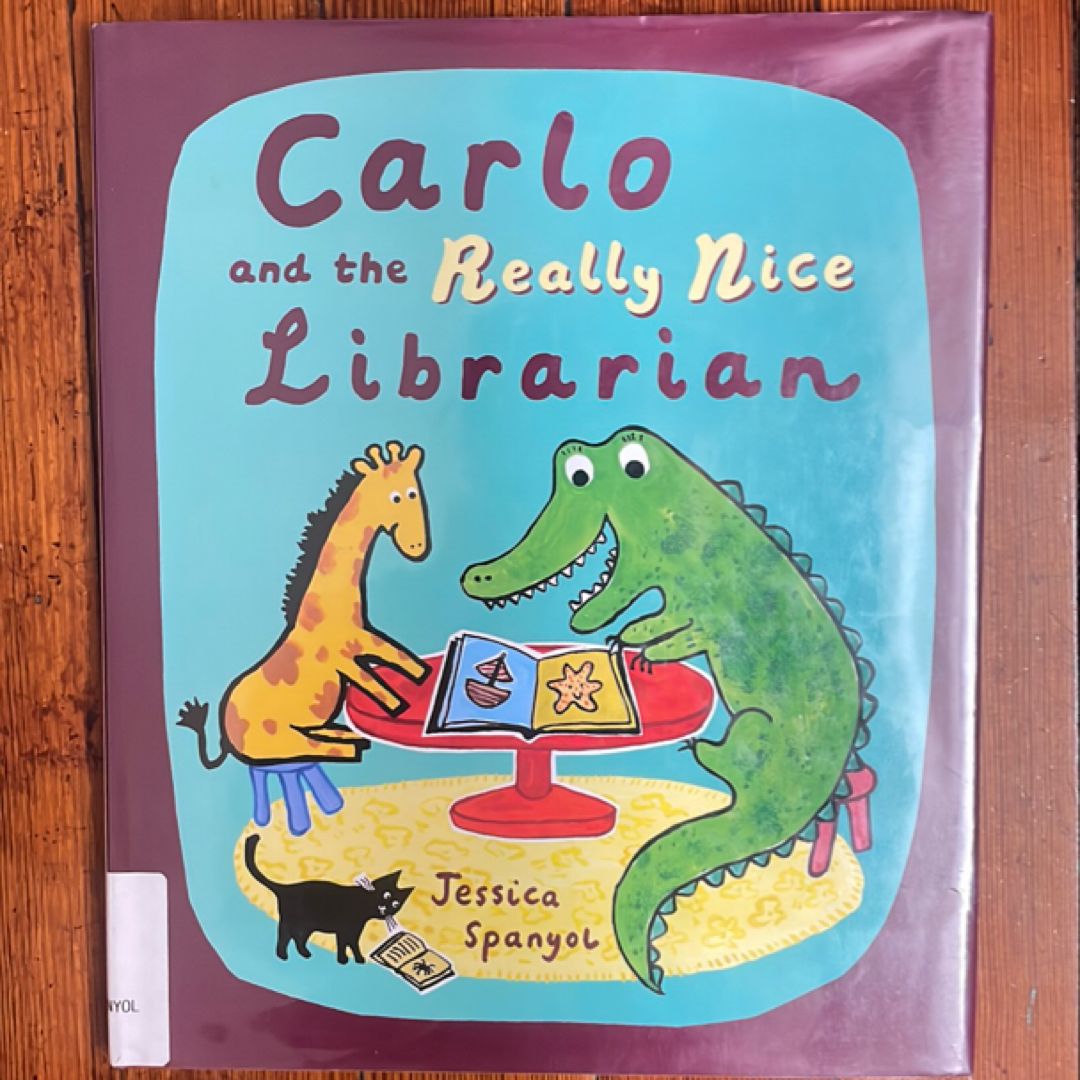 Carlo
and the Really Nice
Librarian
Jessica
Spanyol
NYOL